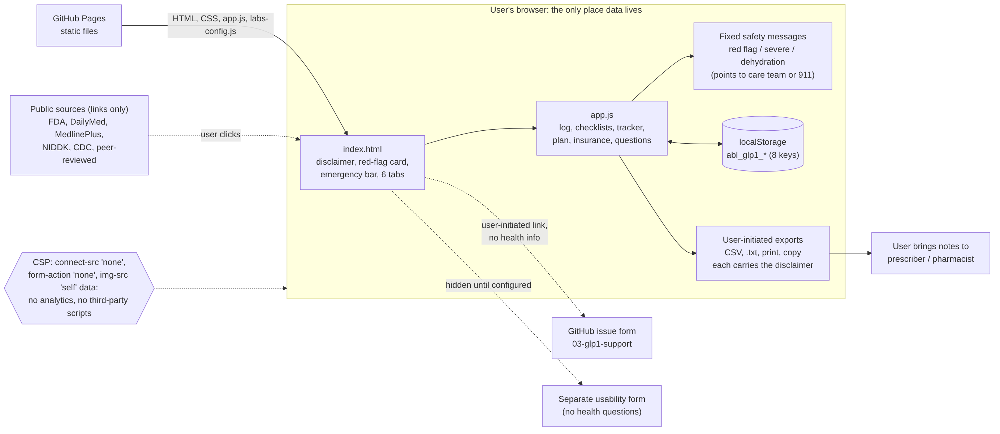 User's browser: the only place data lives
GitHub Pages
static files
HTML, CSS, app.js, labs-
config.js
Fixed safety messages
red flag / severe /
dehydration
(points to care team or 911)
Public sources (links only)
FDA, DailyMed,
MedlinePlus,
NIDDK, CDC, peer-
reviewed
user clicks
index.html
disclaimer, red-flag card,
emergency bar, 6 tabs
app.js
log, checklists, tracker,
plan, insurance, questions
localStorage
abl_glp1_* (8 keys)
user-initiated link,
no health info
User-initiated exports
CSV, .txt, print, copy
each carries the disclaimer
User brings notes to
prescriber / pharmacist
CSP: connect-src 'none',
form-action 'none', img-src
'self' data:
no analytics, no third-party
scripts
hidden until configured
GitHub issue form
03-glp1-support
Separate usability form
(no health questions)